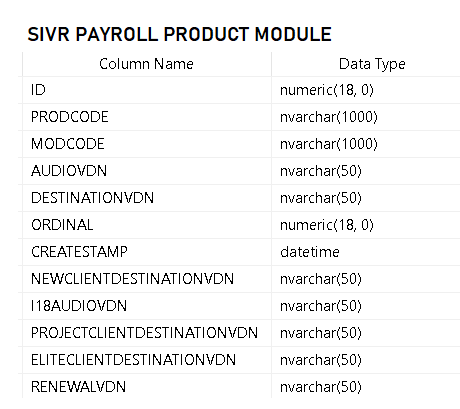 SIVR PAYROLL PRODUCT MODULE
Column Name Data Type
ID numeric(18, 0)
PRODCODE nvarchar(1000)
MODCODE nvarchar(1000)
AUDIOVDN nvarchar(50)
DESTINATIONVDN nvarchar(50)
ORDINAL numeric(18, 0)
CREATESTAMP datetime
NEWCLIENTDESTINATIONVDN nvarchar(50)
I18AUDIOVDN nvarchar(50)
PROJECTCLIENTDESTINATIONVDN nvarchar(50)
ELITECLIENTDESTINATIONVDN nvarchar(50)
RENEWALVDN nvarchar(50)